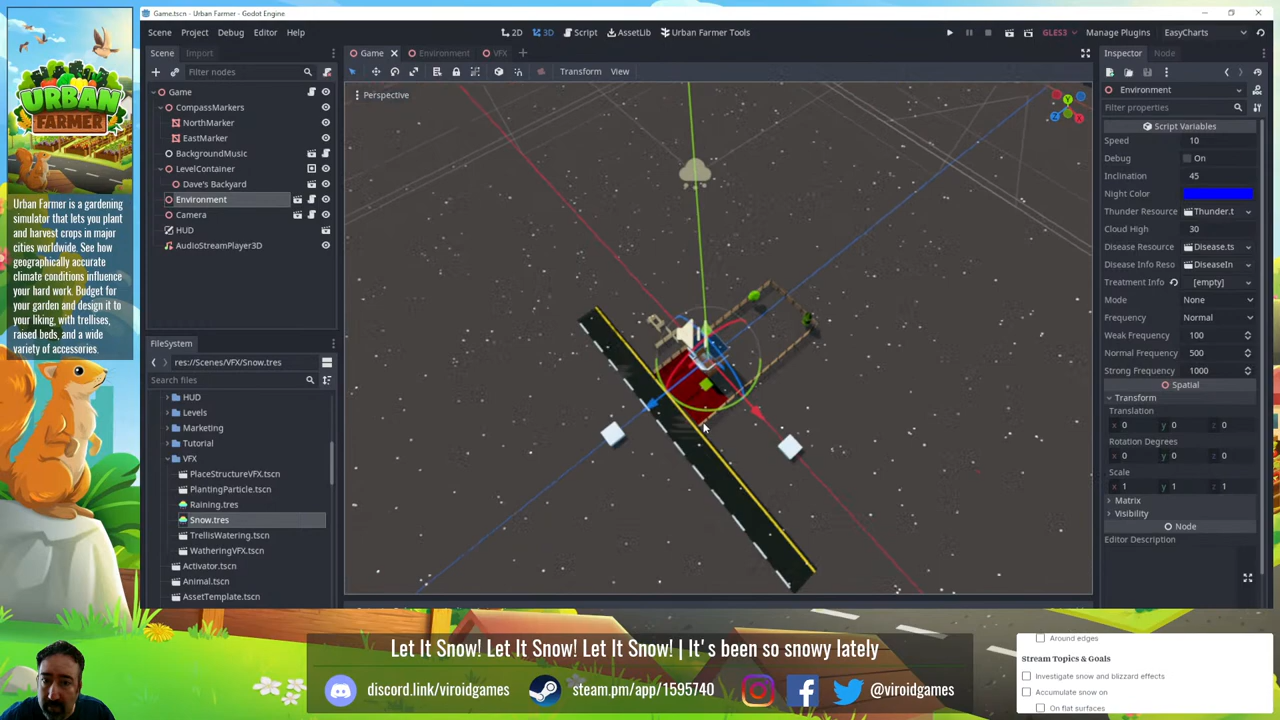 Game.tscn - Urban Farmer - Godot Engine
Scene Project Debug Editor Help
2D 3D Script AssetLib Urban Farmer Tools
GLES3 Manage Plugins EasyCharts
Scene Import
Filter nodes
Game
CompassMarkers
NorthMarker
EastMarker
BackgroundMusic
LevelContainer
Dave's Backyard
Environment
Camera
HUD
AudioStreamPlayer3D
FileSystem
res://Scenes/VFX/Snow.tres
Search files
HUD
Levels
Marketing
Tutorial
VFX
PlaceStructureVFX.tscn
PlantingParticle.tscn
Raining.tres
Snow.tres
TrellisWatering.tscn
WatheringVFX.tscn
Activator.tscn
Animal.tscn
AssetTemplate.tscn
Game Environment VFX
Transform View
Perspective
Y
X
Z
Inspector Node
Environment
Filter properties
Script Variables
Speed 10
Debug On
Inclination 45
Night Color
Thunder Resource Thunder.t
Cloud High 30
Disease Resource Disease.ts
Disease Info Reso DiseaseIn
Treatment Info [empty]
Mode None
Frequency Normal
Weak Frequency 100
Normal Frequency 500
Strong Frequency 1000
Spatial
Transform
Translation
x 0 y 0 z 0
Rotation Degrees
x 0 y 0 z 0
Scale
x 1 y 1 z 1
Matrix
Visibility
Node
Editor Description
URBAN
FARMER
Urban Farmer is a gardening
simulator that lets you plant
and harvest crops in major
cities worldwide. See how
geographically accurate
climate conditions influence
your hard work. Budget for
your garden and design it to
your liking, with trellises,
raised beds, and a wide
variety of accessories.
Let It Snow! Let It Snow! Let It Snow! | It's been so snowy lately
discord.link/viroidgames steam.pm/app/1595740 @viroidgames
Around edges
Stream Topics & Goals
Investigate snow and blizzard effects
Accumulate snow on
On flat surfaces